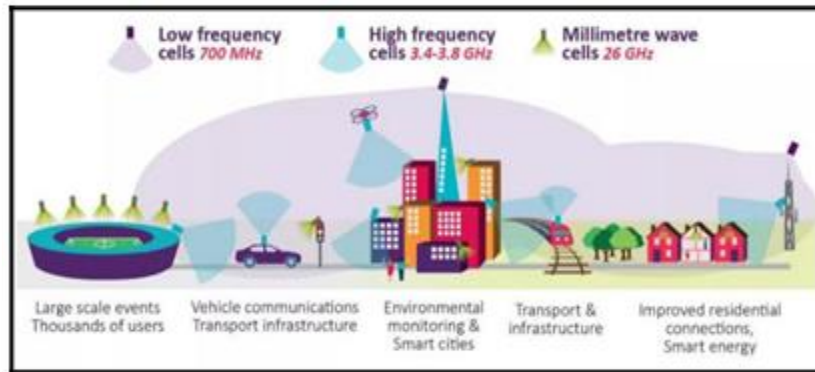 Low frequency
cells 700 MHz
High frequency
cells 3.4-3.8 GHz
Millimetre wave
cells 26 GHz
Large scale events
Thousands of users
Vehicle communications
Transport infrastructure
Environmental
monitoring &
Smart cities
Transport &
infrastructure
Improved residential
connections,
Smart energy